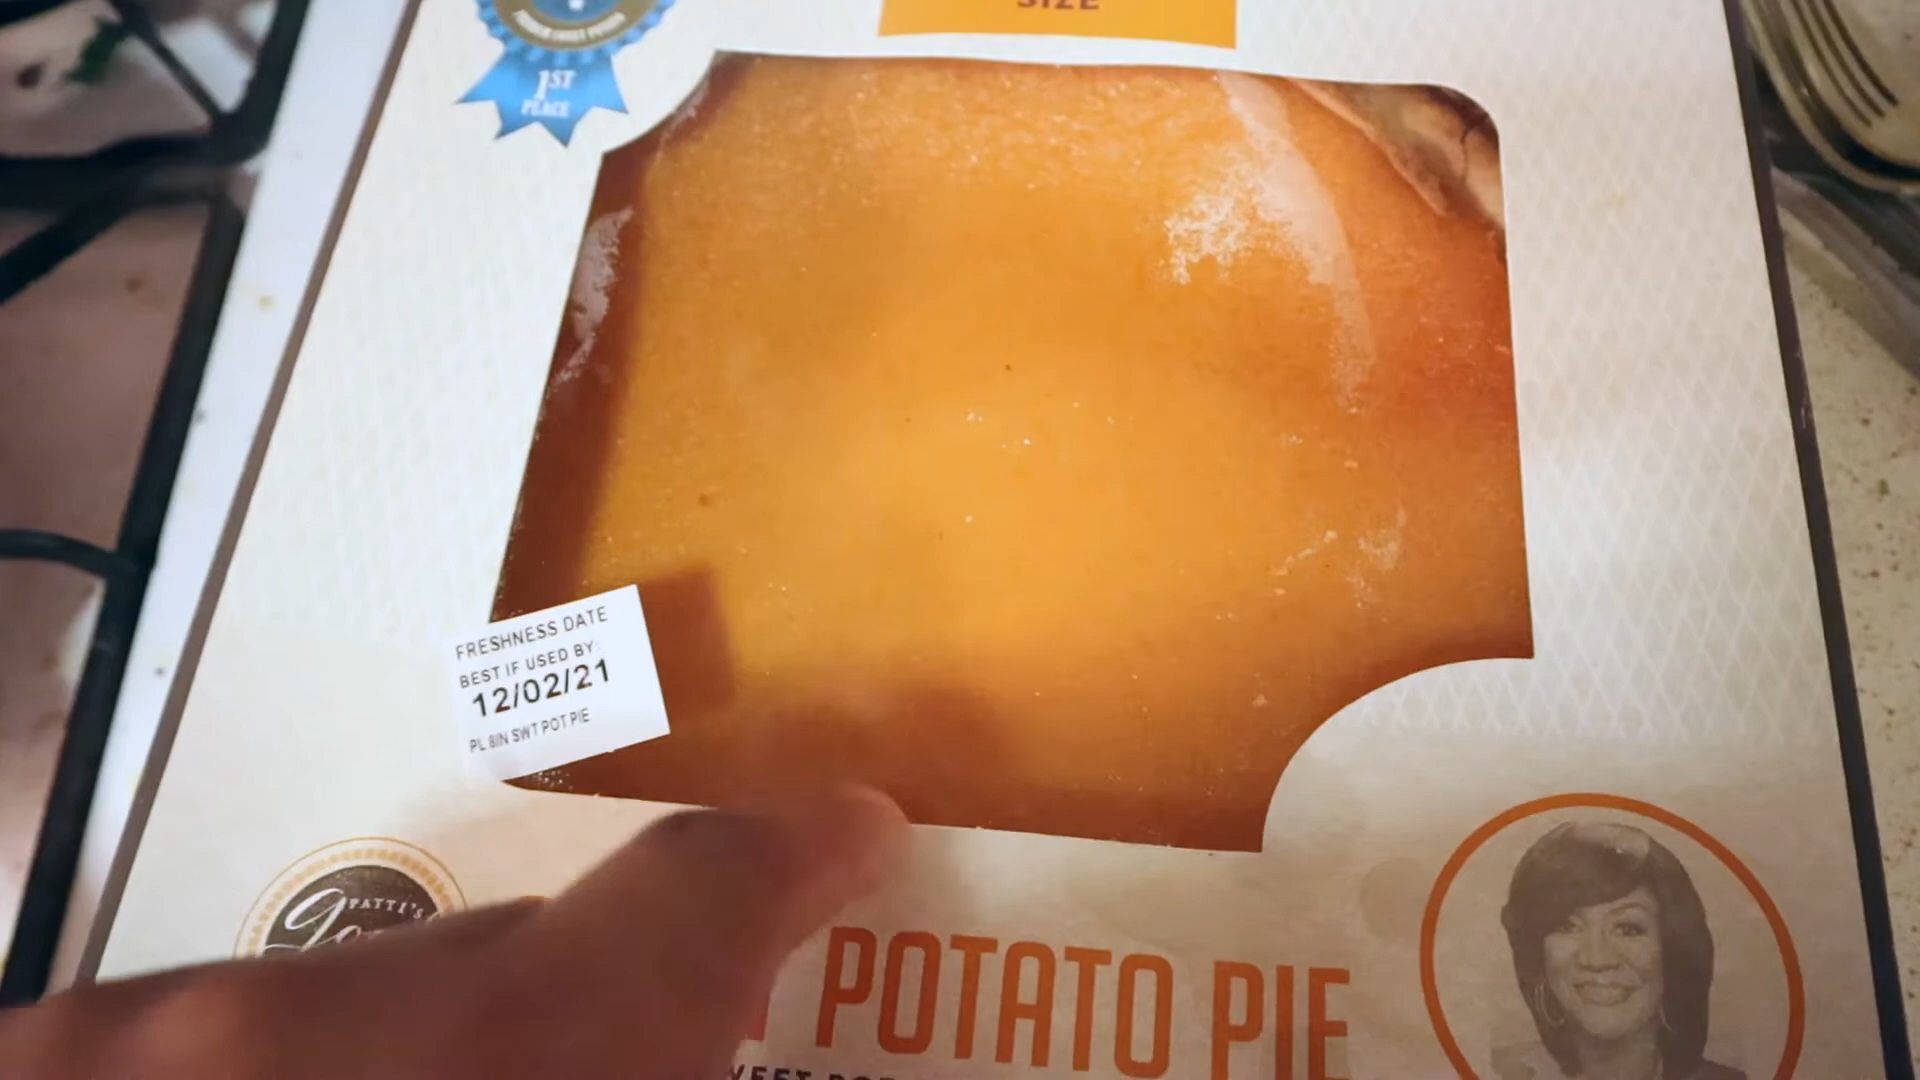 SIZE
1ST
PLACE
FRESHNESS DATE
BEST IF USED BY:
12/02/21
PL 8IN SWT POT PIE
PATTI'S
POTATO PIE